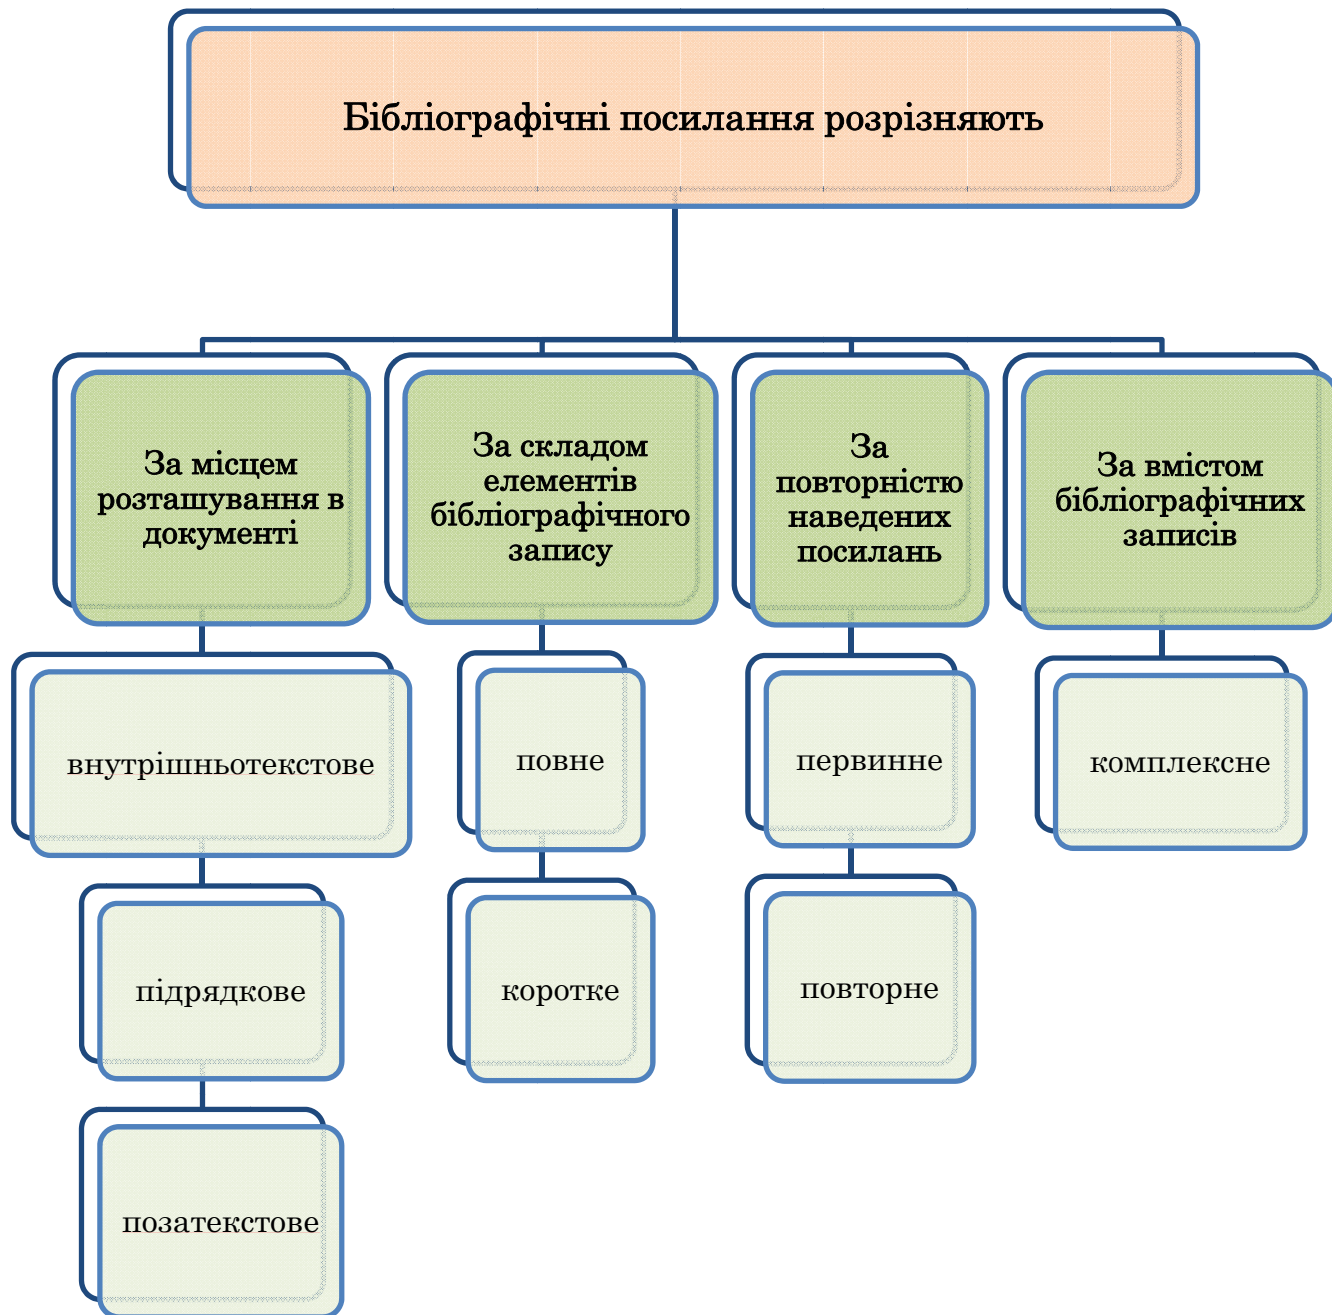 Бібліографічні посилання розрізняють
За місцем
розташування в
документі
За складом
елементів
бібліографічного
запису
За
повторністю
наведених
посилань
За вмістом
бібліографічних
записів
внутрішньотекстове
повне
первинне
комплексне
підрядкове
коротке
повторне
позатекстове